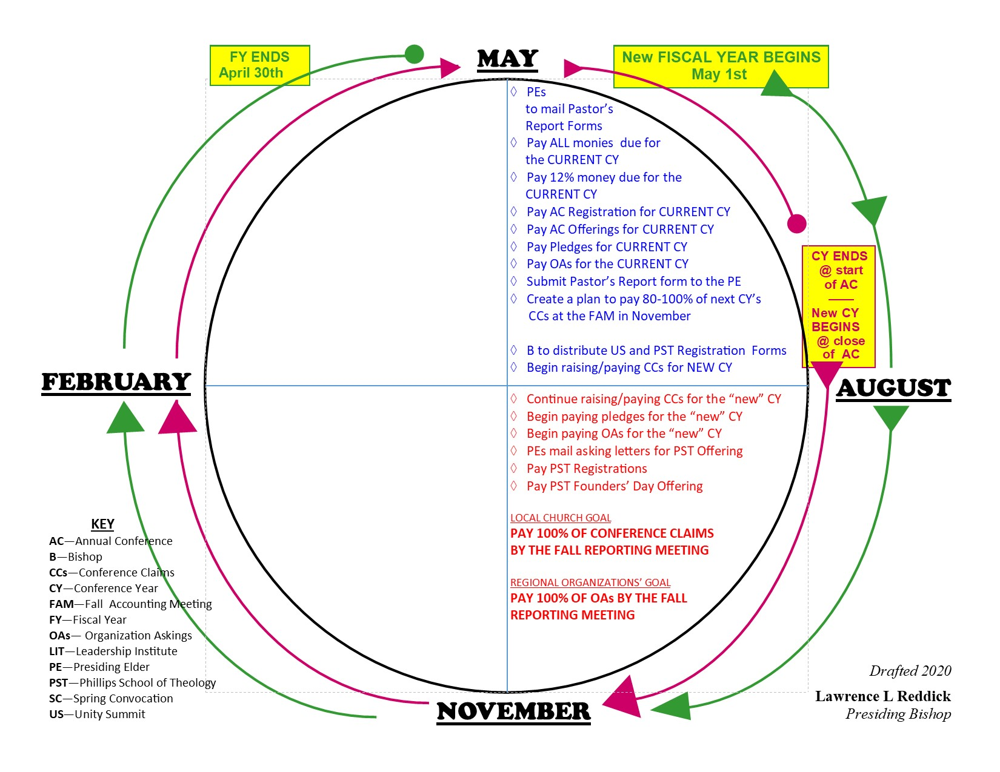 FY ENDS
April 30th
MAY
New FISCAL YEAR BEGINS
May 1st
◊ PEs
to mail Pastor’s
Report Forms
◊ Pay ALL monies due for
the CURRENT CY
◊ Pay 12% money due for the
CURRENT CY
◊ Pay AC Registration for CURRENT CY
◊ Pay AC Offerings for CURRENT CY
◊ Pay Pledges for CURRENT CY
◊ Pay OAs for the CURRENT CY
◊ Submit Pastor’s Report form to the PE
◊ Create a plan to pay 80-100% of next CY’s
CCs at the FAM in November
◊ B to distribute US and PST Registration Forms
◊ Begin raising/paying CCs for NEW CY
CY ENDS
@ start
of AC
New CY
BEGINS
@ close
of AC
FEBRUARY
AUGUST
◊ Continue raising/paying CCs for the “new” CY
◊ Begin paying pledges for the “new” CY
◊ Begin paying OAs for the “new” CY
◊ PEs mail asking letters for PST Offering
◊ Pay PST Registrations
◊ Pay PST Founders’ Day Offering
LOCAL CHURCH GOAL
PAY 100% OF CONFERENCE CLAIMS
BY THE FALL REPORTING MEETING
REGIONAL ORGANIZATIONS’ GOAL
PAY 100% OF OAs BY THE FALL
REPORTING MEETING
KEY
AC—Annual Conference
B—Bishop
CCs—Conference Claims
CY—Conference Year
FAM—Fall Accounting Meeting
FY—Fiscal Year
OAs— Organization Askings
LIT—Leadership Institute
PE—Presiding Elder
PST—Phillips School of Theology
SC—Spring Convocation
US—Unity Summit
NOVEMBER
Drafted 2020
Lawrence L Reddick
Presiding Bishop